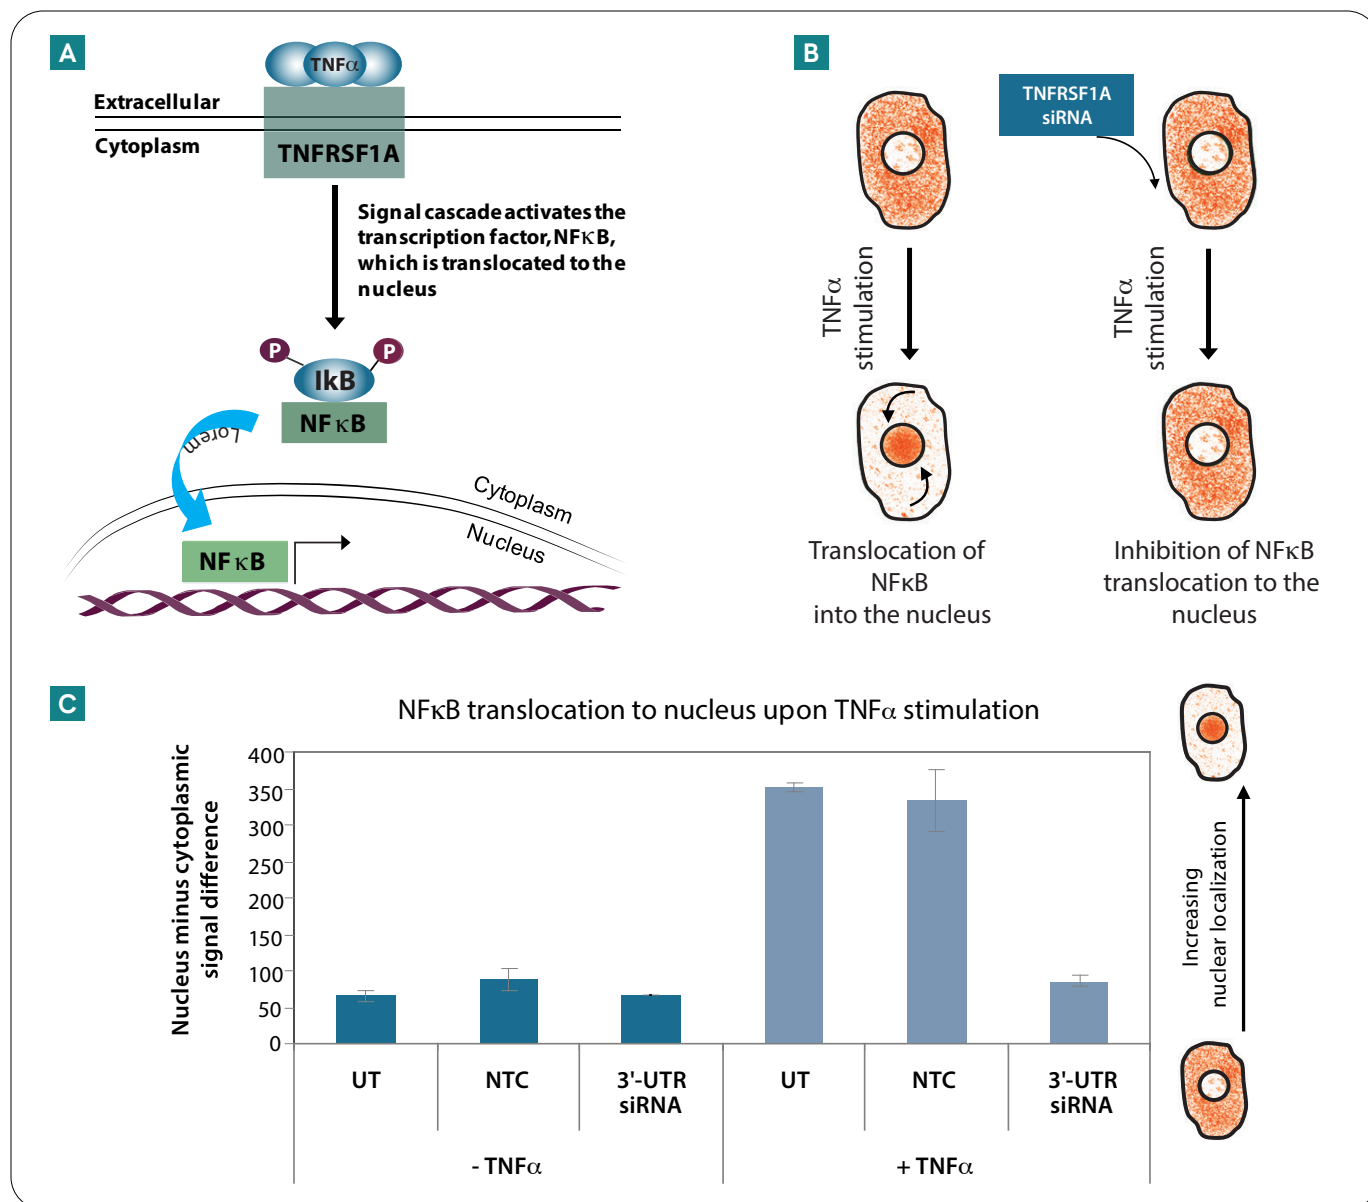 A
TNFα
Extracellular
Cytoplasm
TNFRSF1A
Signal cascade activates the
transcription factor, NFκB,
which is translocated to the
nucleus
P
P
IkB
NFκB
Lorem
Cytoplasm
Nucleus
NFκB
B
TNFRSF1A
siRNA
TNFα
stimulation
TNFα
stimulation
Translocation of
NFκB
into the nucleus
Inhibition of NFκB
translocation to the
nucleus
C
NFκB translocation to nucleus upon TNFα stimulation
Nucleus minus cytoplasmic
signal difference
400
350
300
250
200
150
100
50
0
UT
NTC
3'-UTR
siRNA
UT
NTC
3'-UTR
siRNA
- TNFα
+ TNFα
Increasing
nuclear localization